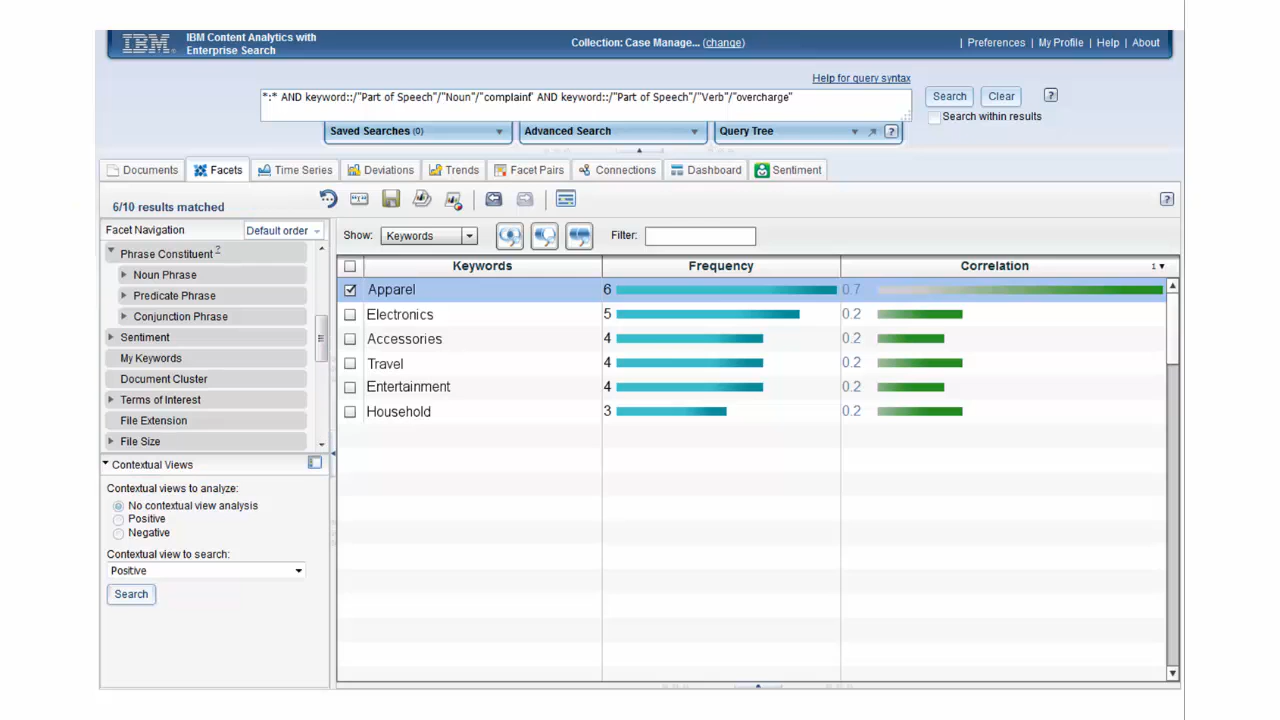 IBM
IBM Content Analytics with
Enterprise Search
Collection: Case Manage... (change)
| Preferences | My Profile | Help | About
Help for query syntax
*:* AND keyword::/"Part of Speech"/"Noun"/"complaint" AND keyword::/"Part of Speech"/"Verb"/"overcharge"
Search Clear ?
Search within results
Saved Searches (0) Advanced Search Query Tree ?
Documents Facets Time Series Deviations Trends Facet Pairs Connections Dashboard Sentiment
6/10 results matched ?
Facet Navigation Default order
Show: Keywords Filter:
Phrase Constituent ?
Noun Phrase
Predicate Phrase
Conjunction Phrase
Sentiment
My Keywords
Document Cluster
Terms of Interest
File Extension
File Size
Keywords Frequency Correlation 1
Apparel 6 0.7
Electronics 5 0.2
Accessories 4 0.2
Travel 4 0.2
Entertainment 4 0.2
Household 3 0.2
Contextual Views
Contextual views to analyze:
No contextual view analysis
Positive
Negative
Contextual view to search:
Positive
Search